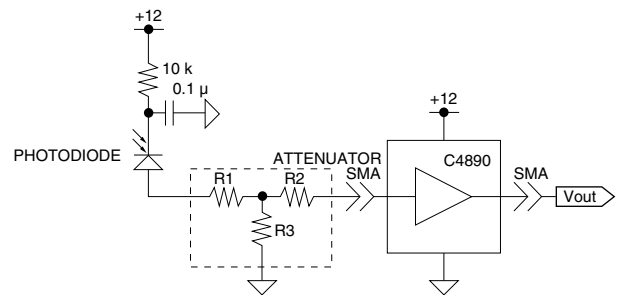 +12
10 k
0.1 µ
PHOTODIODE
ATTENUATOR
R1
R2
R3
SMA
+12
C4890
SMA
Vout